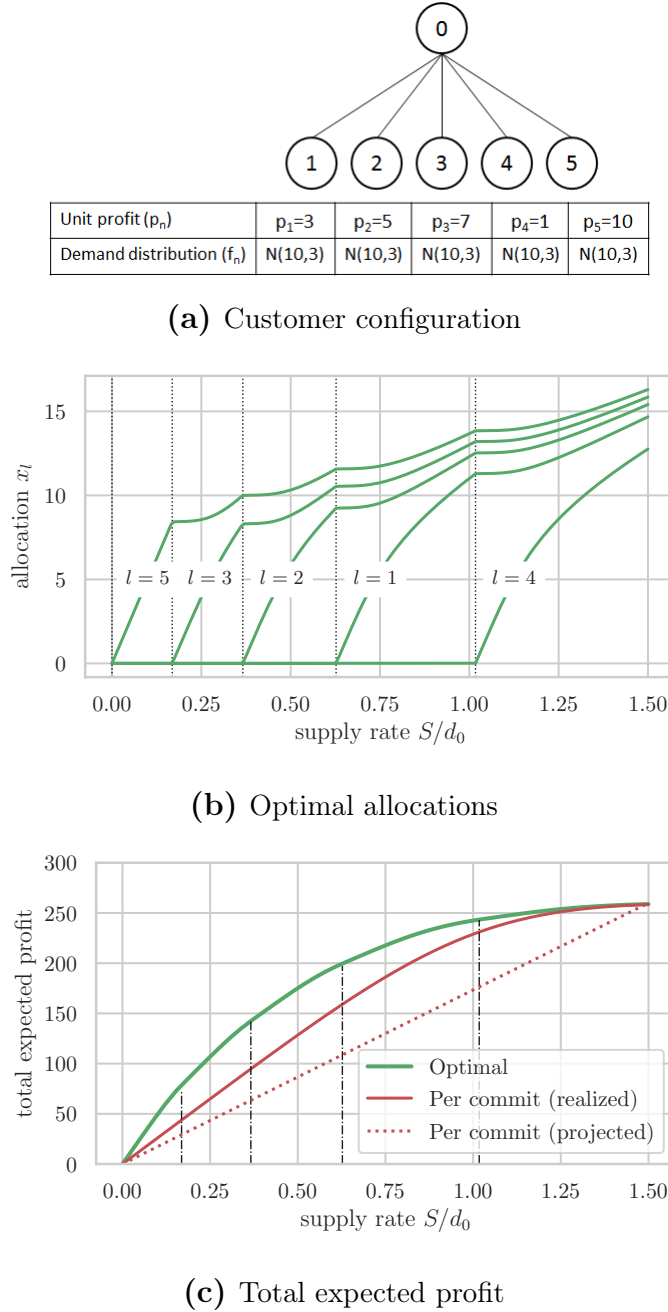 0
1 2 3 4 5
Unit profit (pₙ) p₁=3 p₂=5 p₃=7 p₄=1 p₅=10
Demand distribution (fₙ) N(10,3) N(10,3) N(10,3) N(10,3) N(10,3)
(a) Customer configuration
15
10
5
0
allocation xₗ
l = 5 l = 3 l = 2 l = 1 l = 4
0.00 0.25 0.50 0.75 1.00 1.25 1.50
supply rate S/d₀
(b) Optimal allocations
300
250
200
150
100
50
0
total expected profit
Optimal
Per commit (realized)
Per commit (projected)
0.00 0.25 0.50 0.75 1.00 1.25 1.50
supply rate S/d₀
(c) Total expected profit